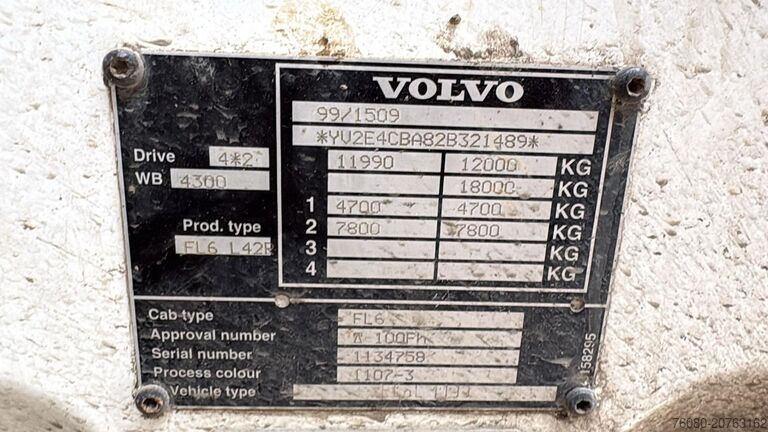 VOLVO
99/1509
*YV2E4CBA82B321489*
Drive 4*2
11990 12000 KG
WB 4300
18000 KG
1 4700 4700 KG
Prod. type
2 7800 7800 KG
FL6 L42R
3 KG
4 KG
Cab type FL6
Approval number
Serial number 1134758
Process colour 1107-3
Vehicle type
158295
76080-20763162